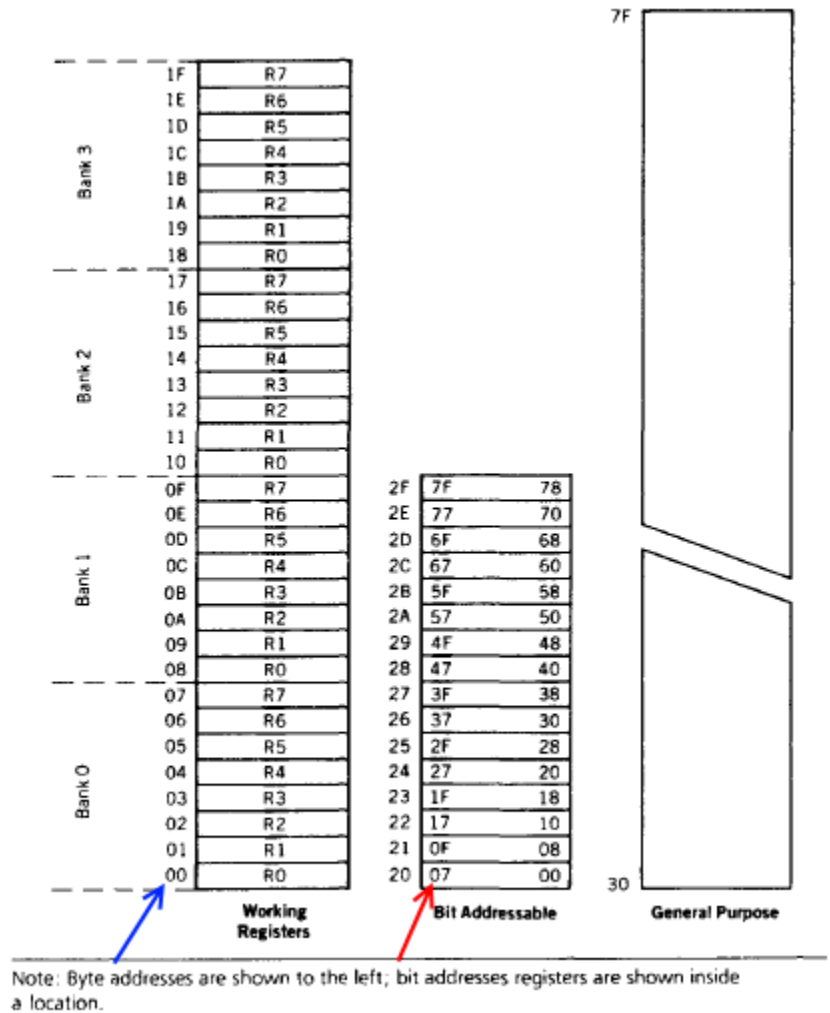 7F
1F R7
1E R6
1D R5
1C R4
1B R3
1A R2
19 R1
18 R0
Bank 3
17 R7
16 R6
15 R5
14 R4
13 R3
12 R2
11 R1
10 R0
Bank 2
0F R7
0E R6
0D R5
0C R4
0B R3
0A R2
09 R1
08 R0
Bank 1
07 R7
06 R6
05 R5
04 R4
03 R3
02 R2
01 R1
00 R0
Bank 0
Working
Registers
2F 7F 78
2E 77 70
2D 6F 68
2C 67 60
2B 5F 58
2A 57 50
29 4F 48
28 47 40
27 3F 38
26 37 30
25 2F 28
24 27 20
23 1F 18
22 17 10
21 0F 08
20 07 00
Bit Addressable
30
General Purpose
Note: Byte addresses are shown to the left; bit addresses registers are shown inside
a location.